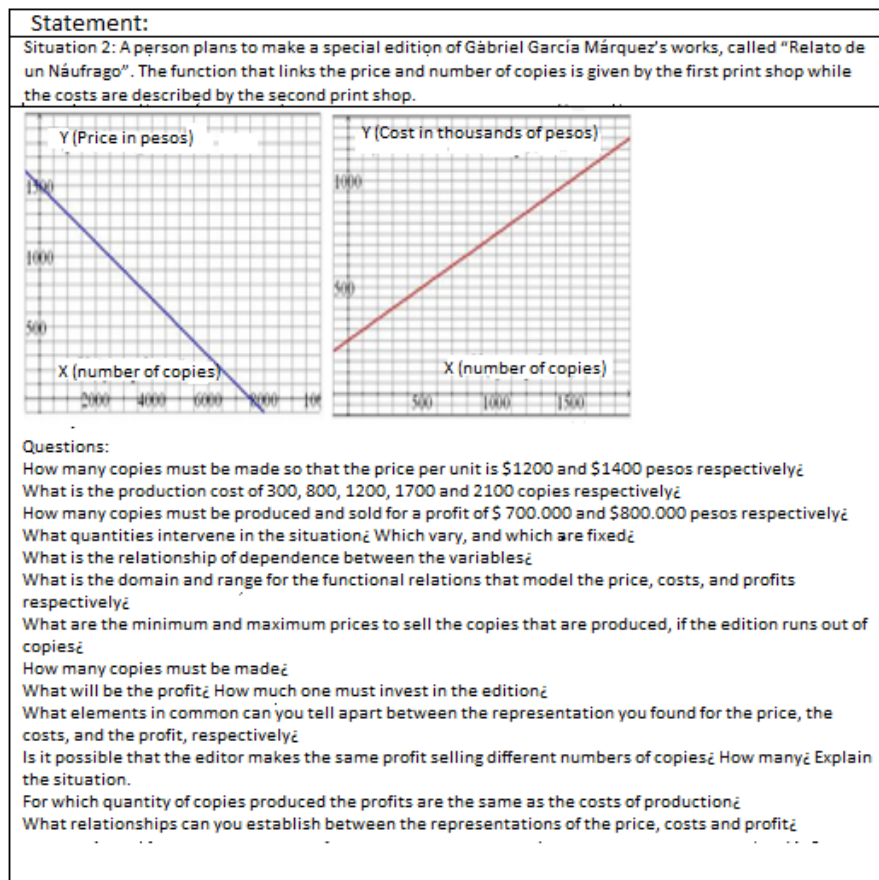 Statement:
Situation 2: A person plans to make a special edition of Gàbriel García Márquez's works, called "Relato de
un Náufrago". The function that links the price and number of copies is given by the first print shop while
the costs are described by the second print shop.
Y (Price in pesos)
1500
1000
500
X (number of copies)
2000 4000 6000 8000
Y (Cost in thousands of pesos)
1000
500
X (number of copies)
500 1000 1500
Questions:
How many copies must be made so that the price per unit is $1200 and $1400 pesos respectively¿
What is the production cost of 300, 800, 1200, 1700 and 2100 copies respectively¿
How many copies must be produced and sold for a profit of $ 700.000 and $800.000 pesos respectively¿
What quantities intervene in the situation¿ Which vary, and which are fixed¿
What is the relationship of dependence between the variables¿
What is the domain and range for the functional relations that model the price, costs, and profits
respectively¿
What are the minimum and maximum prices to sell the copies that are produced, if the edition runs out of
copies¿
How many copies must be made¿
What will be the profit¿ How much one must invest in the edition¿
What elements in common can you tell apart between the representation you found for the price, the
costs, and the profit, respectively¿
Is it possible that the editor makes the same profit selling different numbers of copies¿ How many¿ Explain
the situation.
For which quantity of copies produced the profits are the same as the costs of production¿
What relationships can you establish between the representations of the price, costs and profit¿